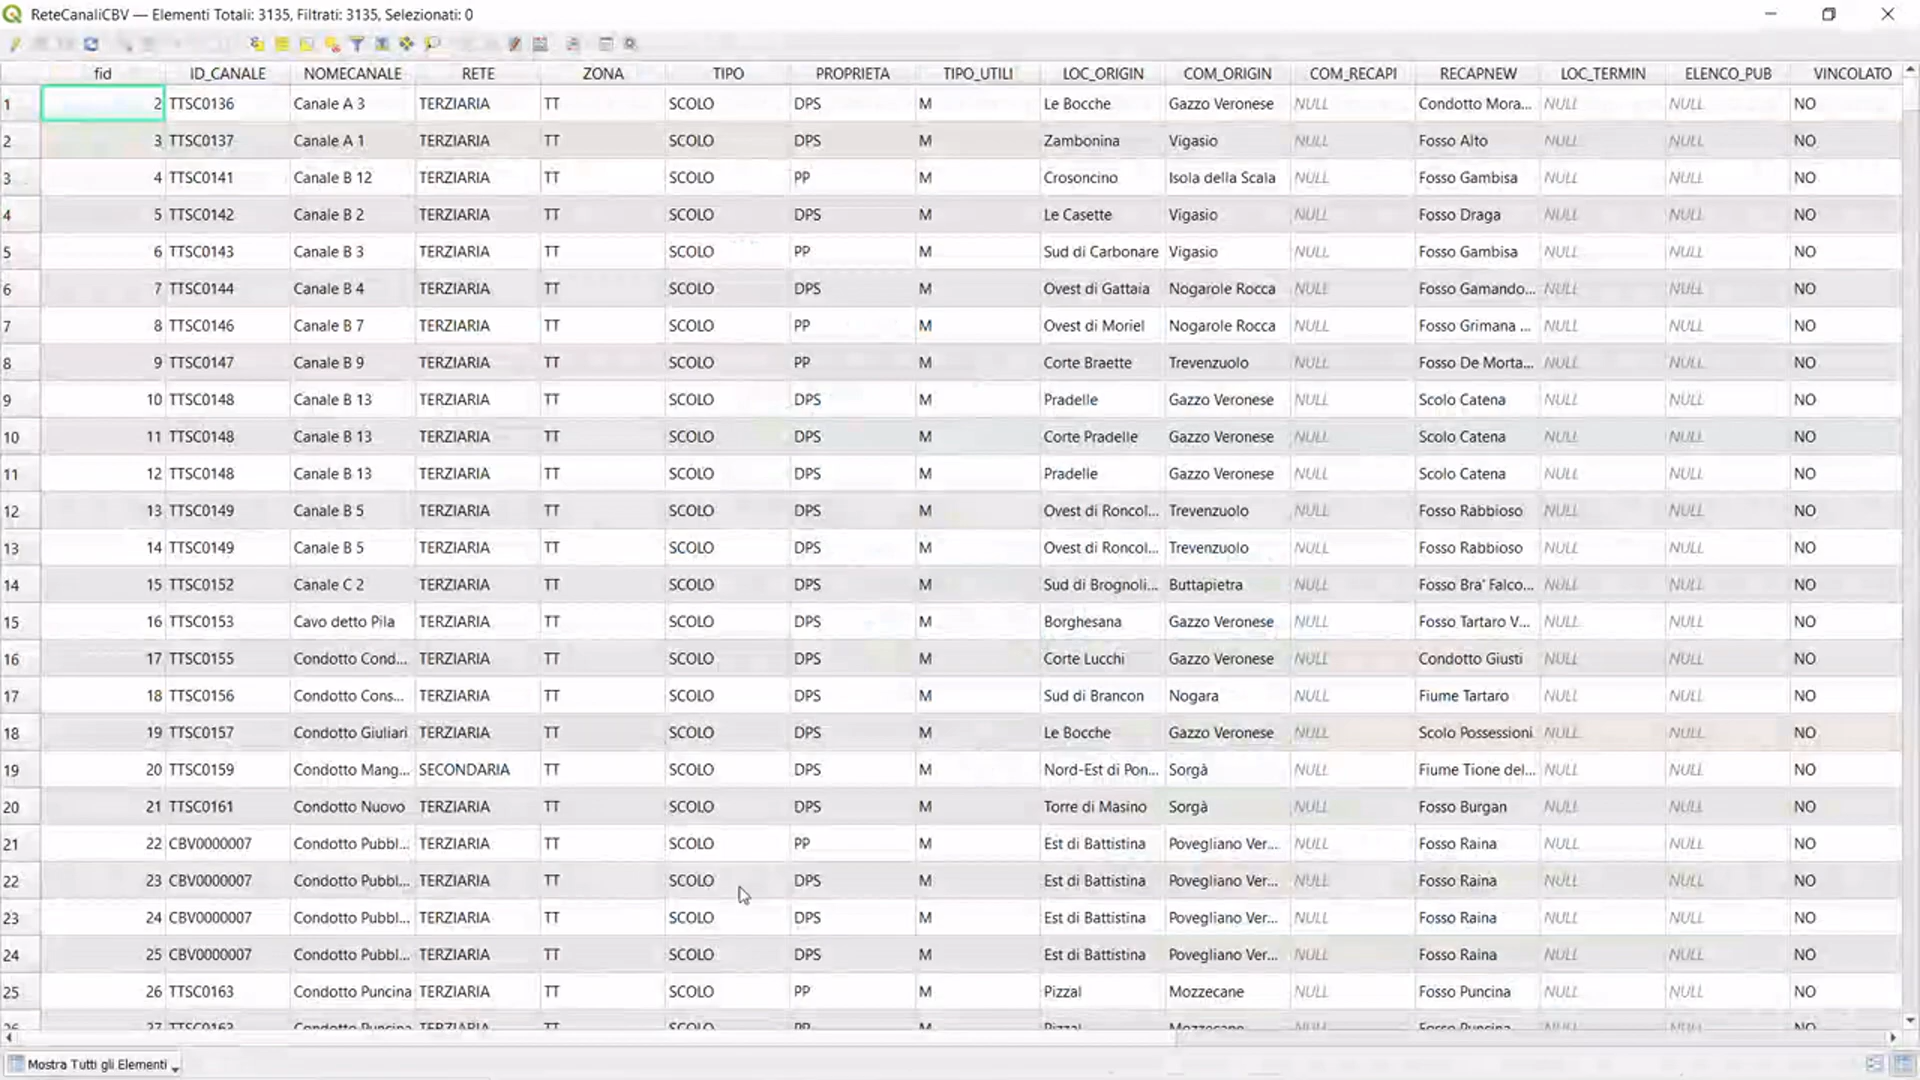 ReteCanaliCBV — Elementi Totali: 3135, Filtrati: 3135, Selezionati: 0
fid ID_CANALE NOMECANALE RETE ZONA TIPO PROPRIETA TIPO_UTILI LOC_ORIGIN COM_ORIGIN COM_RECAPI RECAPNEW LOC_TERMIN ELENCO_PUB VINCOLATO
1 2 TTSC0136 Canale A 3 TERZIARIA TT SCOLO DPS M Le Bocche Gazzo Veronese NULL Condotto Mora... NULL NULL NO
2 3 TTSC0137 Canale A 1 TERZIARIA TT SCOLO DPS M Zambonina Vigasio NULL Fosso Alto NULL NULL NO
3 4 TTSC0141 Canale B 12 TERZIARIA TT SCOLO PP M Crosoncino Isola della Scala NULL Fosso Gambisa NULL NULL NO
4 5 TTSC0142 Canale B 2 TERZIARIA TT SCOLO DPS M Le Casette Vigasio NULL Fosso Draga NULL NULL NO
5 6 TTSC0143 Canale B 3 TERZIARIA TT SCOLO PP M Sud di Carbonare Vigasio NULL Fosso Gambisa NULL NULL NO
6 7 TTSC0144 Canale B 4 TERZIARIA TT SCOLO DPS M Ovest di Gattaia Nogarole Rocca NULL Fosso Gamando... NULL NULL NO
7 8 TTSC0146 Canale B 7 TERZIARIA TT SCOLO PP M Ovest di Moriel Nogarole Rocca NULL Fosso Grimana ... NULL NULL NO
8 9 TTSC0147 Canale B 9 TERZIARIA TT SCOLO PP M Corte Braette Trevenzuolo NULL Fosso De Morta... NULL NULL NO
9 10 TTSC0148 Canale B 13 TERZIARIA TT SCOLO DPS M Pradelle Gazzo Veronese NULL Scolo Catena NULL NULL NO
10 11 TTSC0148 Canale B 13 TERZIARIA TT SCOLO DPS M Corte Pradelle Gazzo Veronese NULL Scolo Catena NULL NULL NO
11 12 TTSC0148 Canale B 13 TERZIARIA TT SCOLO DPS M Pradelle Gazzo Veronese NULL Scolo Catena NULL NULL NO
12 13 TTSC0149 Canale B 5 TERZIARIA TT SCOLO DPS M Ovest di Roncol... Trevenzuolo NULL Fosso Rabbioso NULL NULL NO
13 14 TTSC0149 Canale B 5 TERZIARIA TT SCOLO DPS M Ovest di Roncol... Trevenzuolo NULL Fosso Rabbioso NULL NULL NO
14 15 TTSC0152 Canale C 2 TERZIARIA TT SCOLO DPS M Sud di Brognoli... Buttapietra NULL Fosso Bra' Falco... NULL NULL NO
15 16 TTSC0153 Cavo detto Pila TERZIARIA TT SCOLO DPS M Borghesana Gazzo Veronese NULL Fosso Tartaro V... NULL NULL NO
16 17 TTSC0155 Condotto Cond... TERZIARIA TT SCOLO DPS M Corte Lucchi Gazzo Veronese NULL Condotto Giusti NULL NULL NO
17 18 TTSC0156 Condotto Cons... TERZIARIA TT SCOLO DPS M Sud di Brancon Nogara NULL Fiume Tartaro NULL NULL NO
18 19 TTSC0157 Condotto Giuliari TERZIARIA TT SCOLO DPS M Le Bocche Gazzo Veronese NULL Scolo Possessioni NULL NULL NO
19 20 TTSC0159 Condotto Mang... SECONDARIA TT SCOLO DPS M Nord-Est di Pon... Sorgà NULL Fiume Tione del... NULL NULL NO
20 21 TTSC0161 Condotto Nuovo TERZIARIA TT SCOLO DPS M Torre di Masino Sorgà NULL Fosso Burgan NULL NULL NO
21 22 CBV0000007 Condotto Pubbl... TERZIARIA TT SCOLO PP M Est di Battistina Povegliano Ver... NULL Fosso Raina NULL NULL NO
22 23 CBV0000007 Condotto Pubbl... TERZIARIA TT SCOLO DPS M Est di Battistina Povegliano Ver... NULL Fosso Raina NULL NULL NO
23 24 CBV0000007 Condotto Pubbl... TERZIARIA TT SCOLO DPS M Est di Battistina Povegliano Ver... NULL Fosso Raina NULL NULL NO
24 25 CBV0000007 Condotto Pubbl... TERZIARIA TT SCOLO DPS M Est di Battistina Povegliano Ver... NULL Fosso Raina NULL NULL NO
25 26 TTSC0163 Condotto Puncina TERZIARIA TT SCOLO PP M Pizzal Mozzecane NULL Fosso Puncina NULL NULL NO
26 27 TTSC0163 Condotto Puncina TERZIARIA TT SCOLO PP M Pizzal Mozzecane NULL Fosso Puncina NULL NULL NO
Mostra Tutti gli Elementi